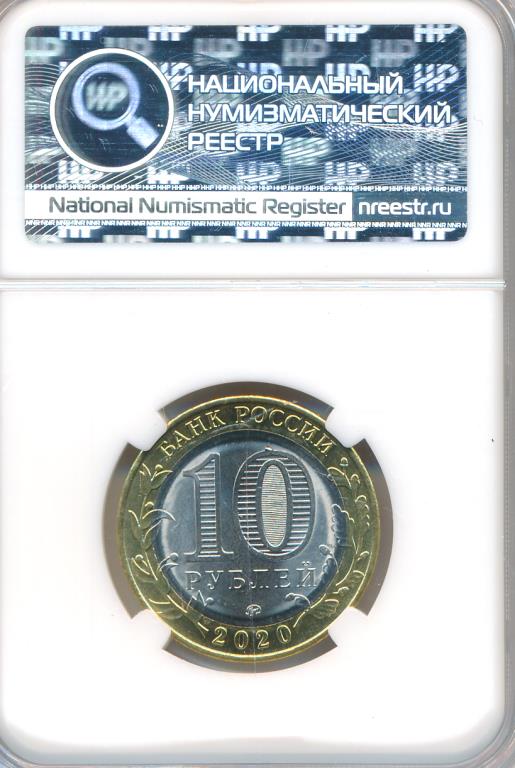 НАЦИОНАЛЬНЫЙ
НУМИЗМАТИЧЕСКИЙ
РЕЕСТР
National Numismatic Register nreestr.ru
БАНК РОССИИ
10
РУБЛЕЙ
2020